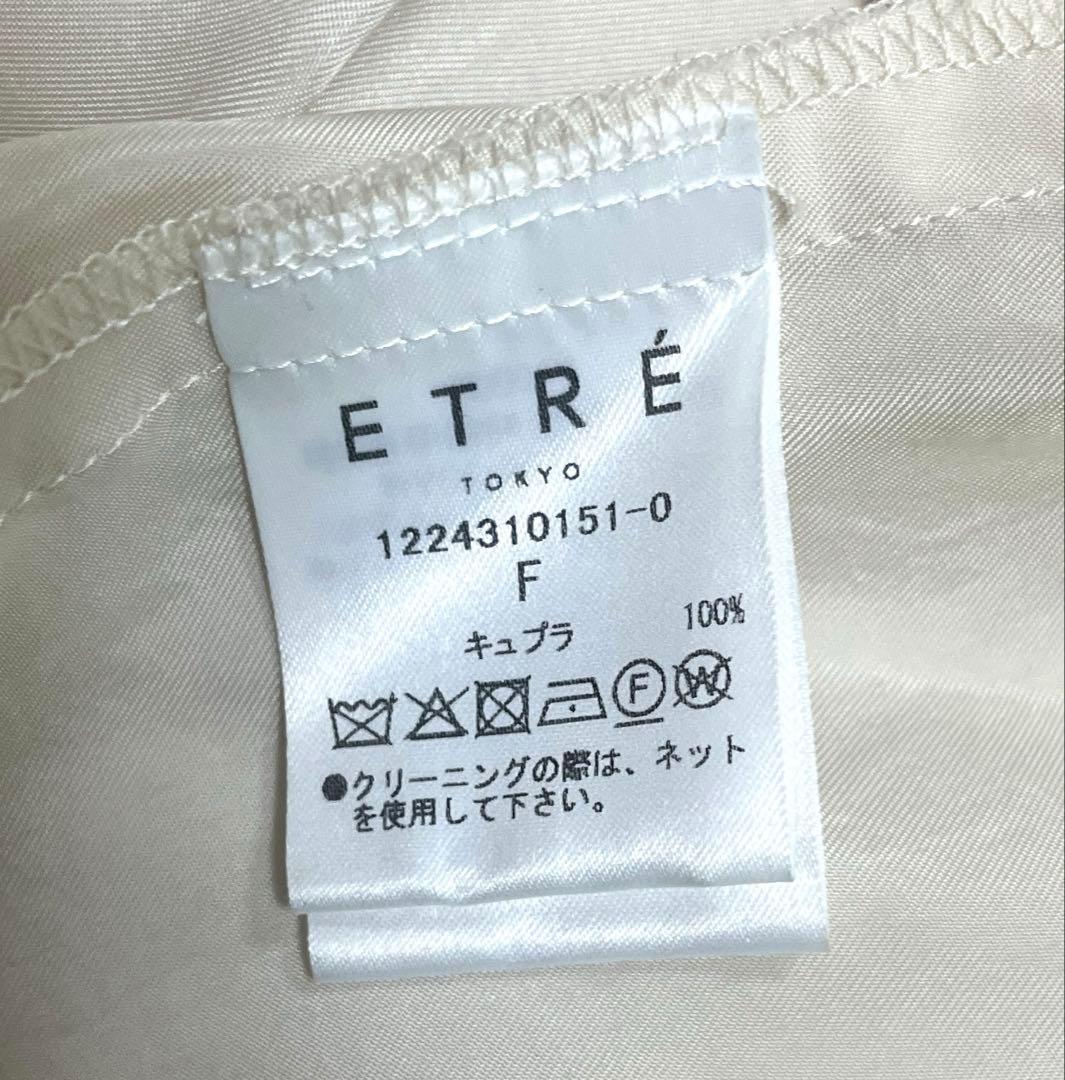 ETRÉ
TOKYO
1224310151-0
F
キュプラ 100%
F W
●クリーニングの際は、ネット
を使用して下さい。